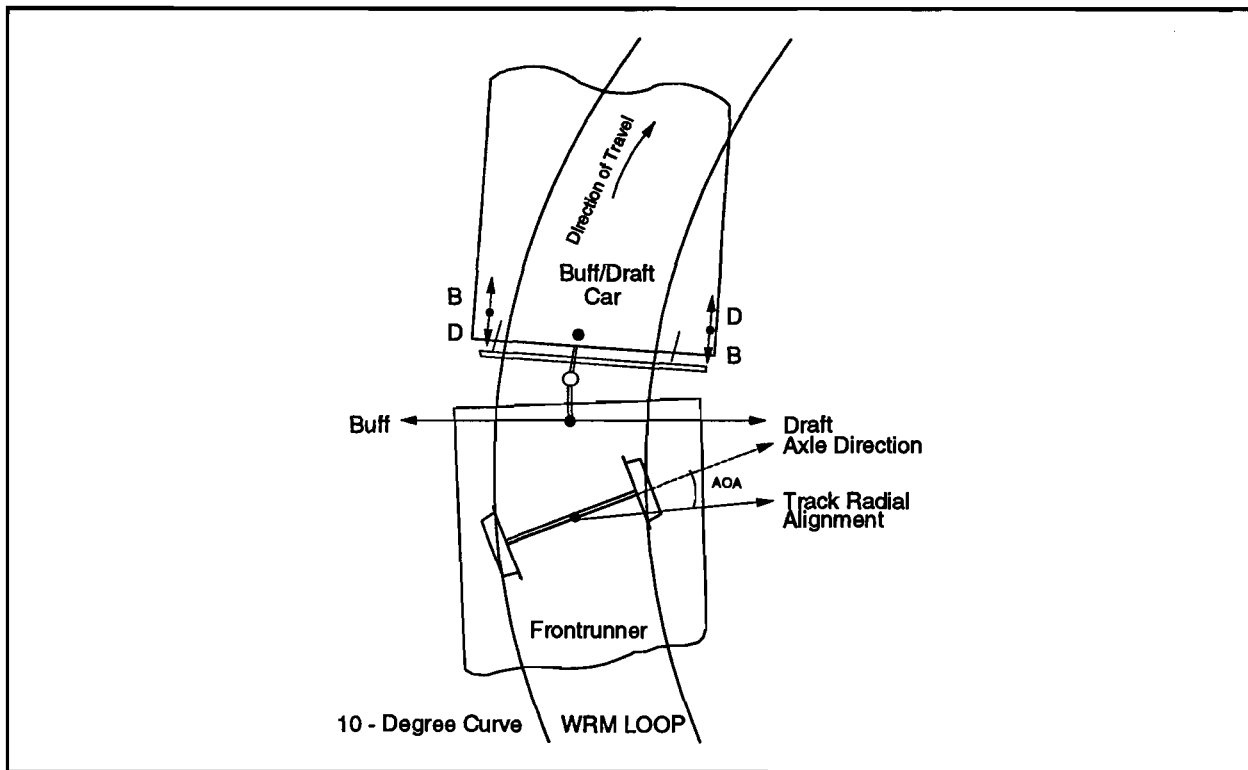 Direction of Travel
Buff/Draft
Car
B
D
D
B
Buff
Draft
Axle Direction
AOA
Track Radial
Alignment
Frontrunner
10 - Degree Curve
WRM LOOP